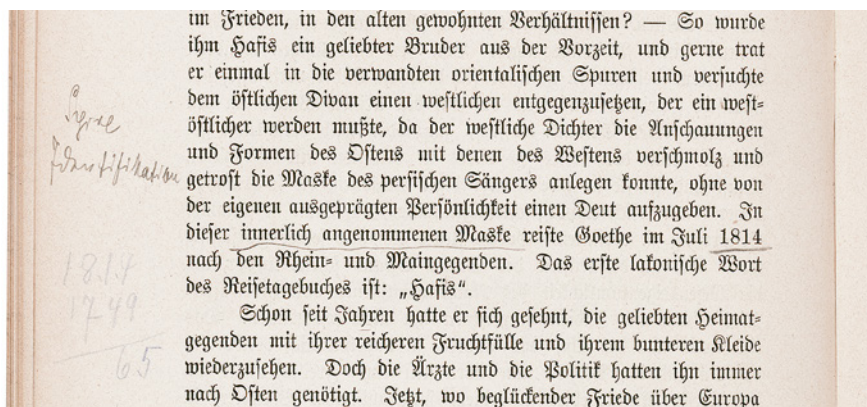 im Frieden, in den alten gewohnten Verhältnissen? — So wurde
ihm Hafis ein geliebter Bruder aus der Vorzeit, und gerne trat
er einmal in die verwandten orientalischen Spuren und versuchte
dem östlichen Divan einen westlichen entgegenzusetzen, der ein west-
östlicher werden mußte, da der westliche Dichter die Anschauungen
und Formen des Ostens mit denen des Westens verschmolz und
getrost die Maske des persischen Sängers anlegen konnte, ohne von
der eigenen ausgeprägten Persönlichkeit einen Deut aufzugeben. In
dieser innerlich angenommenen Maske reiste Goethe im Juli 1814
nach den Rhein- und Maingegenden. Das erste lakonische Wort
des Reisetagebuches ist: „Hafis“.
Schon seit Jahren hatte er sich gesehnt, die geliebten Heimat-
gegenden mit ihrer reicheren Fruchtfülle und ihrem bunteren Kleide
wiederzusehen. Doch die Ärzte und die Politik hatten ihn immer
nach Osten genötigt. Jetzt, wo beglückender Friede über Europa
Identifikation
1814
1749
65